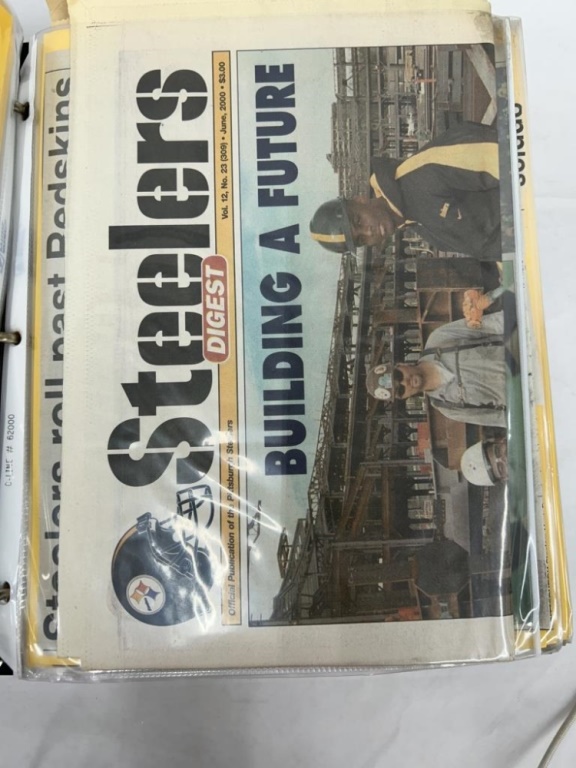 Steelers
DIGEST
Official Publication of the Pittsburgh Steelers
Vol. 12, No. 23 (309) • June, 2000 • $3.00
BUILDING A FUTURE
Steelers roll past Redskins